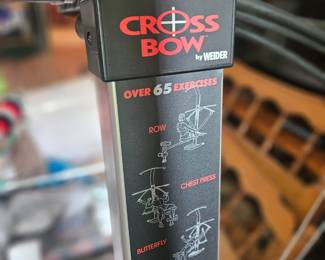 CROSS
BOW
by WEIDER
OVER 65 EXERCISES
ROW
CHEST PRESS
BUTTERFLY